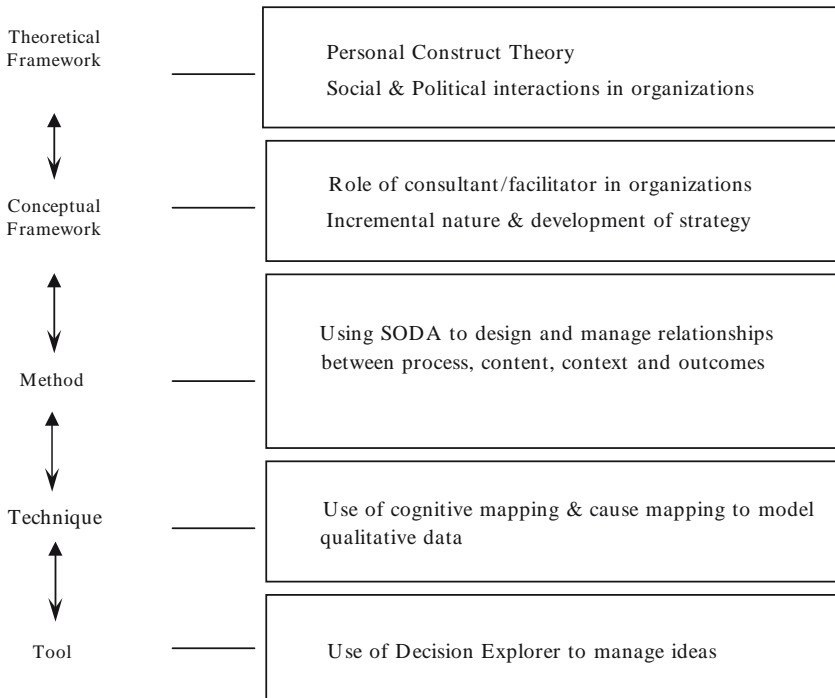 Theoretical
Framework
Personal Construct Theory
Social & Political interactions in organizations
Conceptual
Framework
Role of consultant/facilitator in organizations
Incremental nature & development of strategy
Method
Using SODA to design and manage relationships
between process, content, context and outcomes
Technique
Use of cognitive mapping & cause mapping to model
qualitative data
Tool
Use of Decision Explorer to manage ideas